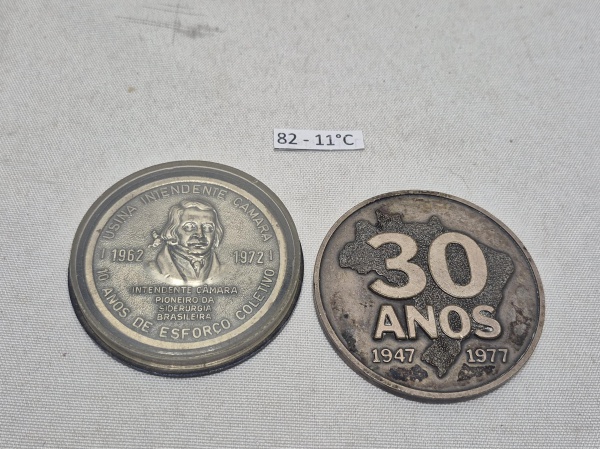 82 - 11°C
USINA INTENDENTE CAMARA
1962 1972
INTENDENTE CÂMARA
PIONEIRO DA
SIDERURGIA
BRASILEIRA
10 ANOS DE ESFORÇO COLETIVO
30
ANOS
1947 1977